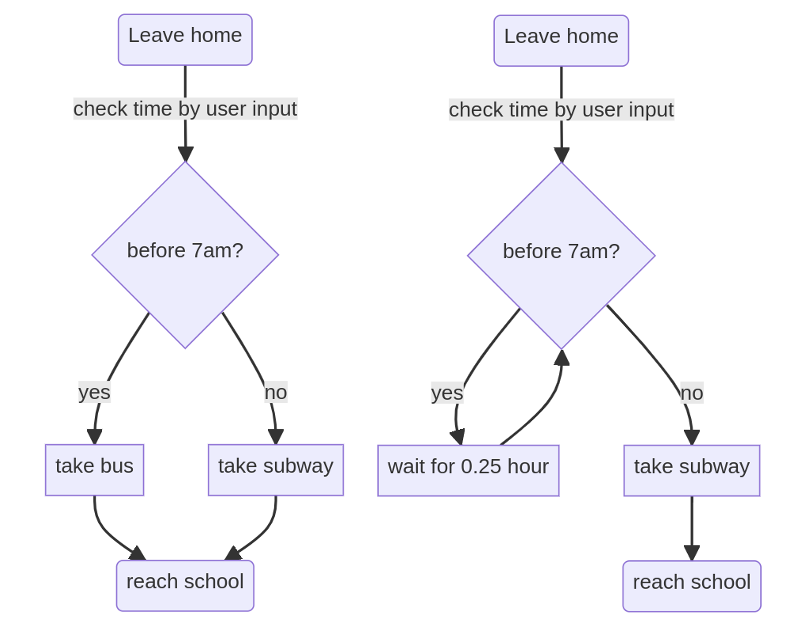 Leave home
check time by user input
before 7am?
yes
no
take bus
take subway
reach school
Leave home
check time by user input
before 7am?
yes
no
wait for 0.25 hour
take subway
reach school